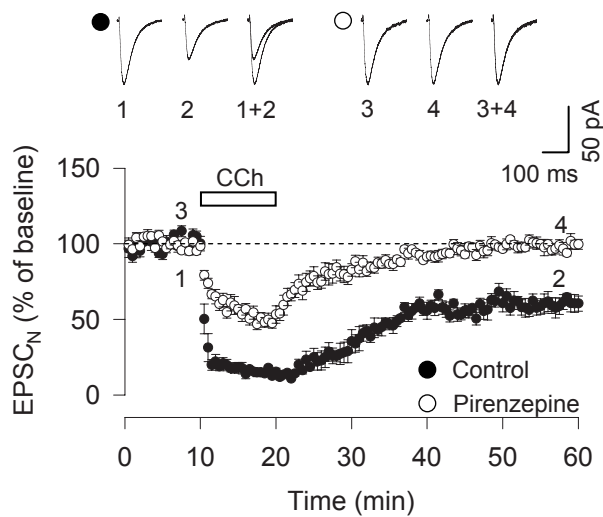 1 2 1+2 3 4 3+4
50 pA
100 ms
EPSC_N (% of baseline)
150
100
50
0
CCh
3
1
4
2
Control
Pirenzepine
0 10 20 30 40 50 60
Time (min)